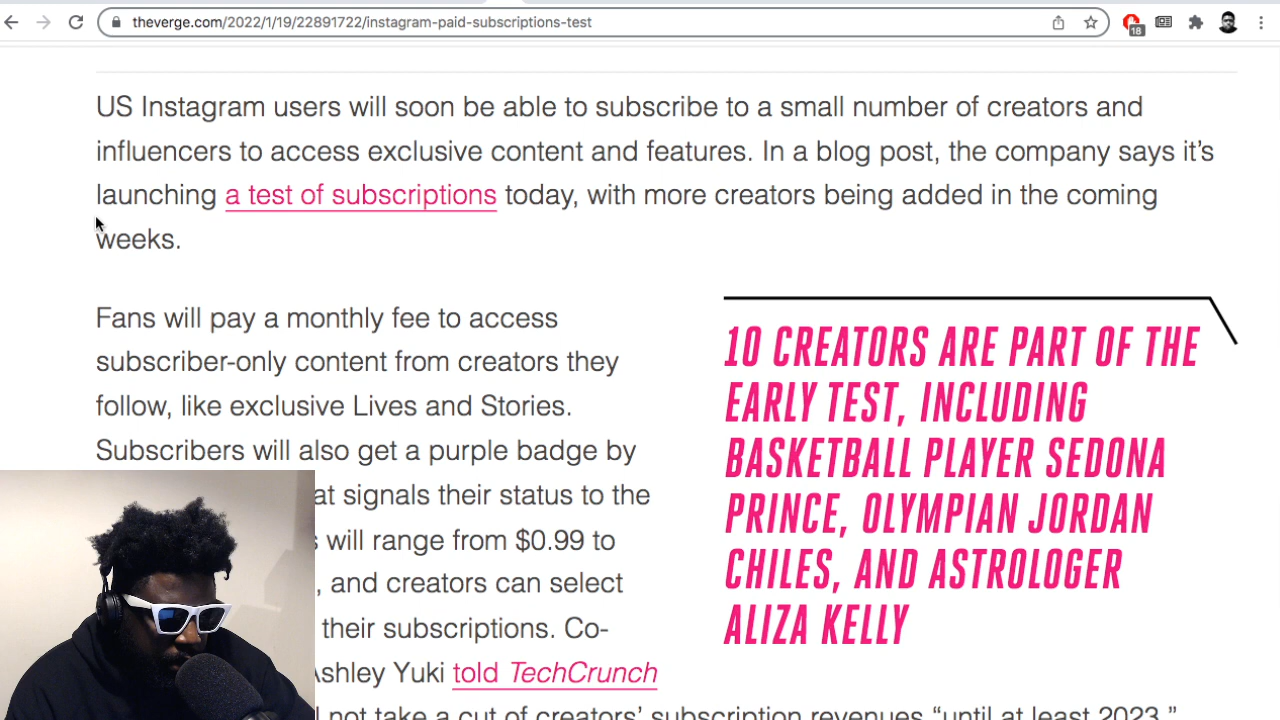 theverge.com/2022/1/19/22891722/instagram-paid-subscriptions-test
18
US Instagram users will soon be able to subscribe to a small number of creators and
influencers to access exclusive content and features. In a blog post, the company says it's
launching a test of subscriptions today, with more creators being added in the coming
weeks.
Fans will pay a monthly fee to access
subscriber-only content from creators they
follow, like exclusive Lives and Stories.
Subscribers will also get a purple badge by
at signals their status to the
will range from $0.99 to
, and creators can select
their subscriptions. Co-
Ashley Yuki told TechCrunch
not take a cut of creators' subscription revenues “until at least 2023.”
10 CREATORS ARE PART OF THE
EARLY TEST, INCLUDING
BASKETBALL PLAYER SEDONA
PRINCE, OLYMPIAN JORDAN
CHILES, AND ASTROLOGER
ALIZA KELLY